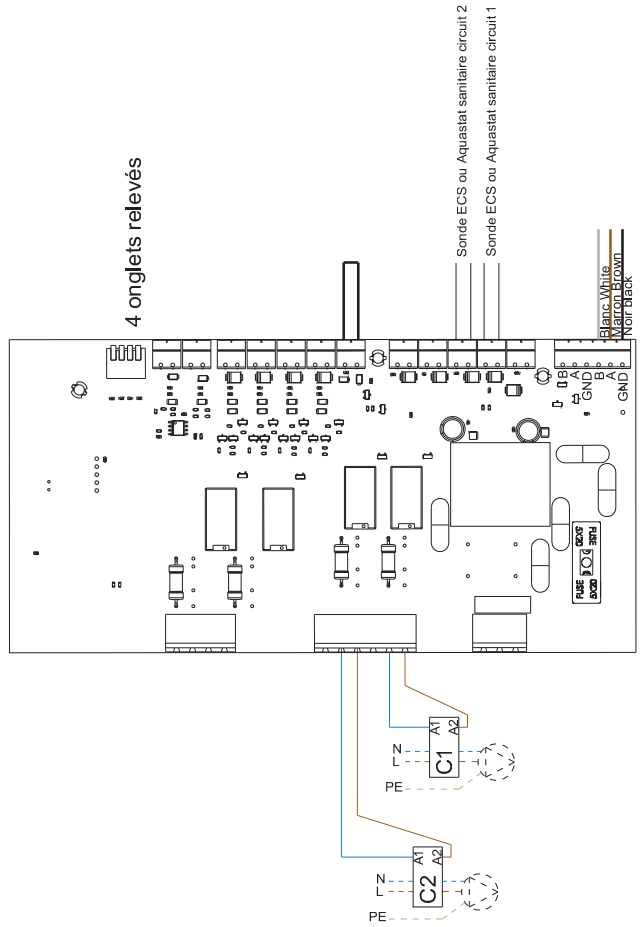 4 onglets relevés
Sonde ECS ou Aquastat sanitaire circuit 2
Sonde ECS ou Aquastat sanitaire circuit 1
Blanc White
Marron Brown
Noir black
B
A
GND
B
A
GND
FUSE
5X20
FUSE
5X20
A1
A2
C1
N
L
PE
A1
A2
C2
N
L
PE